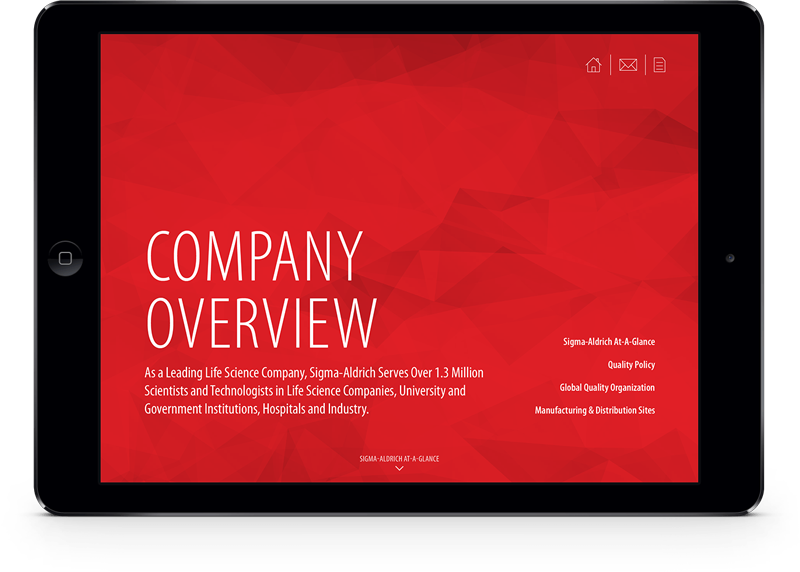 COMPANY
OVERVIEW
As a Leading Life Science Company, Sigma-Aldrich Serves Over 1.3 Million
Scientists and Technologists in Life Science Companies, University and
Government Institutions, Hospitals and Industry.
Sigma-Aldrich At-A-Glance
Quality Policy
Global Quality Organization
Manufacturing & Distribution Sites
SIGMA-ALDRICH AT-A-GLANCE